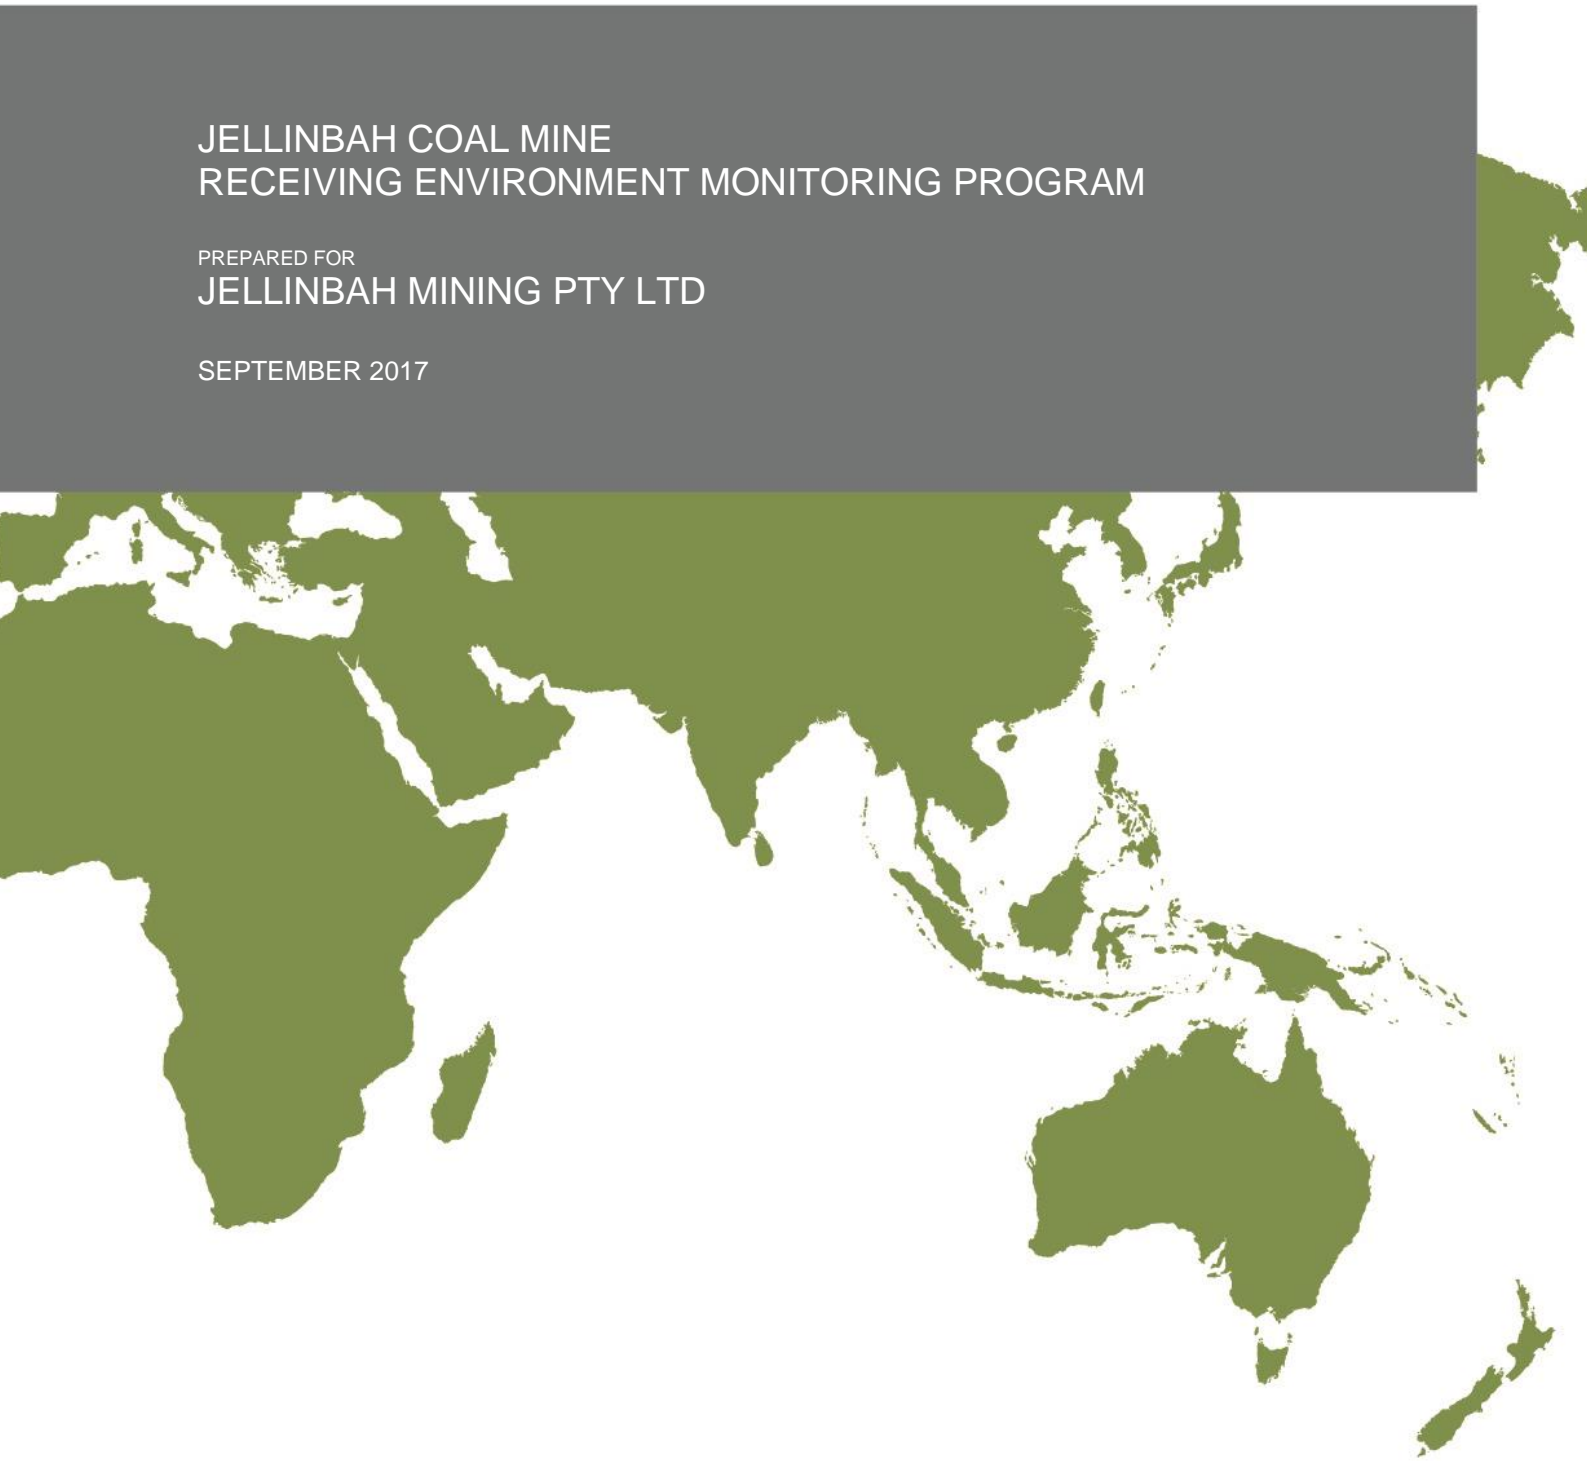 JELLINBAH COAL MINE
RECEIVING ENVIRONMENT MONITORING PROGRAM
PREPARED FOR
JELLINBAH MINING PTY LTD
SEPTEMBER 2017